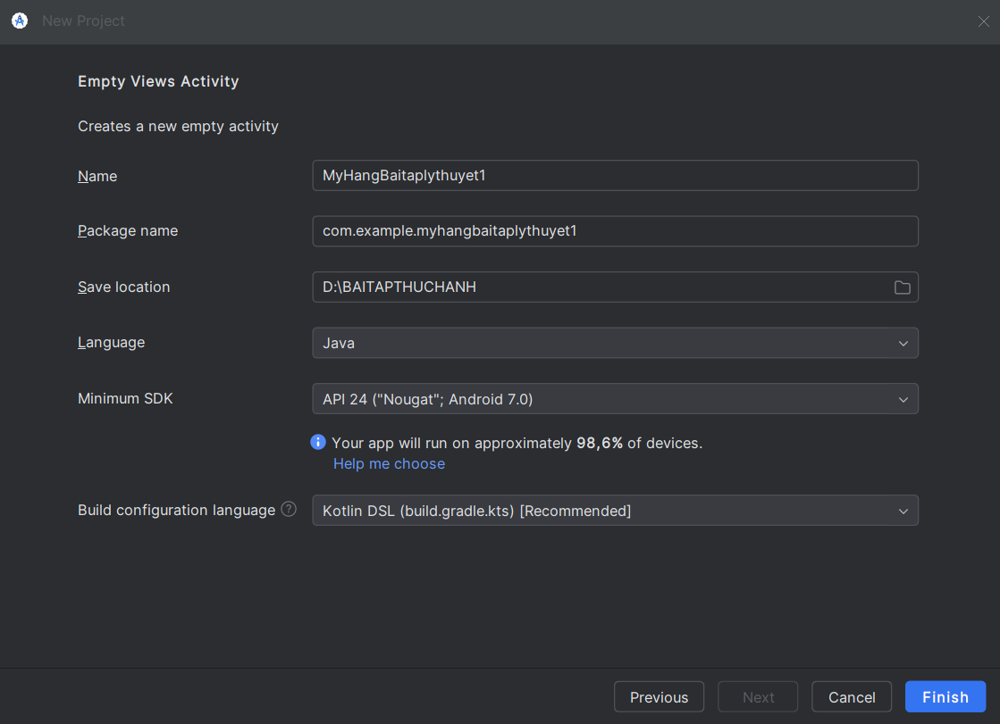 New Project
Empty Views Activity
Creates a new empty activity
Name MyHangBaitaplythuyet1
Package name com.example.myhangbaitaplythuyet1
Save location D:\BAITAPTHUCHANH
Language Java
Minimum SDK API 24 ("Nougat"; Android 7.0)
Your app will run on approximately 98,6% of devices.
Help me choose
Build configuration language ? Kotlin DSL (build.gradle.kts) [Recommended]
Previous Next Cancel Finish